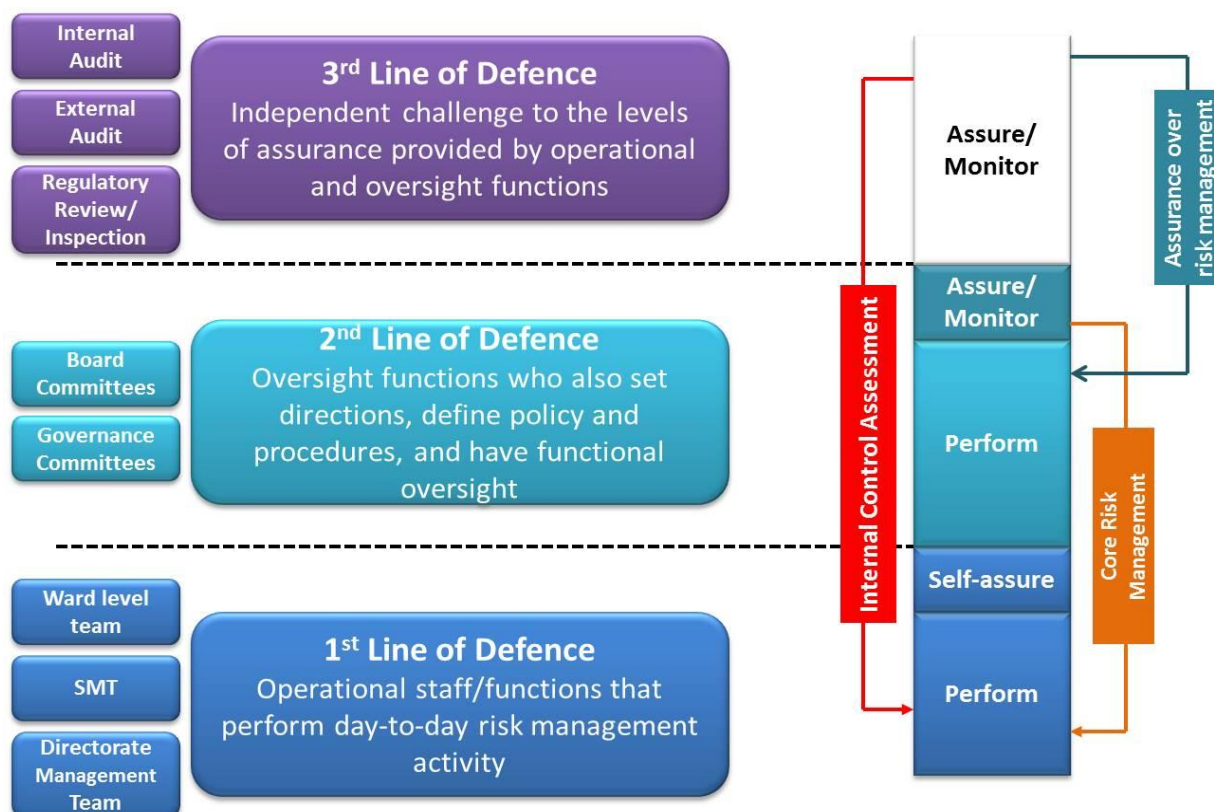 Internal
Audit
External
Audit
Regulatory
Review/
Inspection
3rd Line of Defence
Independent challenge to the levels
of assurance provided by operational
and oversight functions
Board
Committees
Governance
Committees
2nd Line of Defence
Oversight functions who also set
directions, define policy and
procedures, and have functional
oversight
Ward level
team
SMT
Directorate
Management
Team
1st Line of Defence
Operational staff/functions that
perform day-to-day risk management
activity
Internal Control Assessment
Assure/
Monitor
Assure/
Monitor
Perform
Self-assure
Perform
Assurance over
risk management
Core Risk
Management